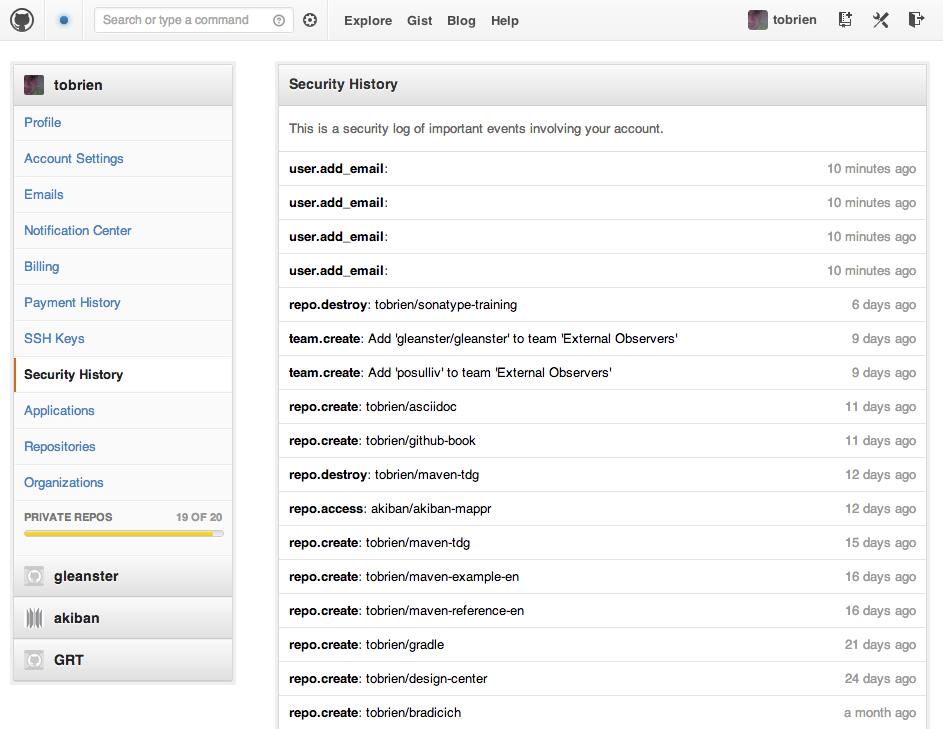 Search or type a command
Explore Gist Blog Help
tobrien
tobrien
Profile
Account Settings
Emails
Notification Center
Billing
Payment History
SSH Keys
Security History
Applications
Repositories
Organizations
PRIVATE REPOS 19 OF 20
gleanster
akiban
GRT
Security History
This is a security log of important events involving your account.
user.add_email: 10 minutes ago
user.add_email: 10 minutes ago
user.add_email: 10 minutes ago
user.add_email: 10 minutes ago
repo.destroy: tobrien/sonatype-training 6 days ago
team.create: Add 'gleanster/gleanster' to team 'External Observers' 9 days ago
team.create: Add 'posulliv' to team 'External Observers' 9 days ago
repo.create: tobrien/asciidoc 11 days ago
repo.create: tobrien/github-book 11 days ago
repo.destroy: tobrien/maven-tdg 12 days ago
repo.access: akiban/akiban-mappr 12 days ago
repo.create: tobrien/maven-tdg 15 days ago
repo.create: tobrien/maven-example-en 16 days ago
repo.create: tobrien/maven-reference-en 16 days ago
repo.create: tobrien/gradle 21 days ago
repo.create: tobrien/design-center 24 days ago
repo.create: tobrien/bradicich a month ago